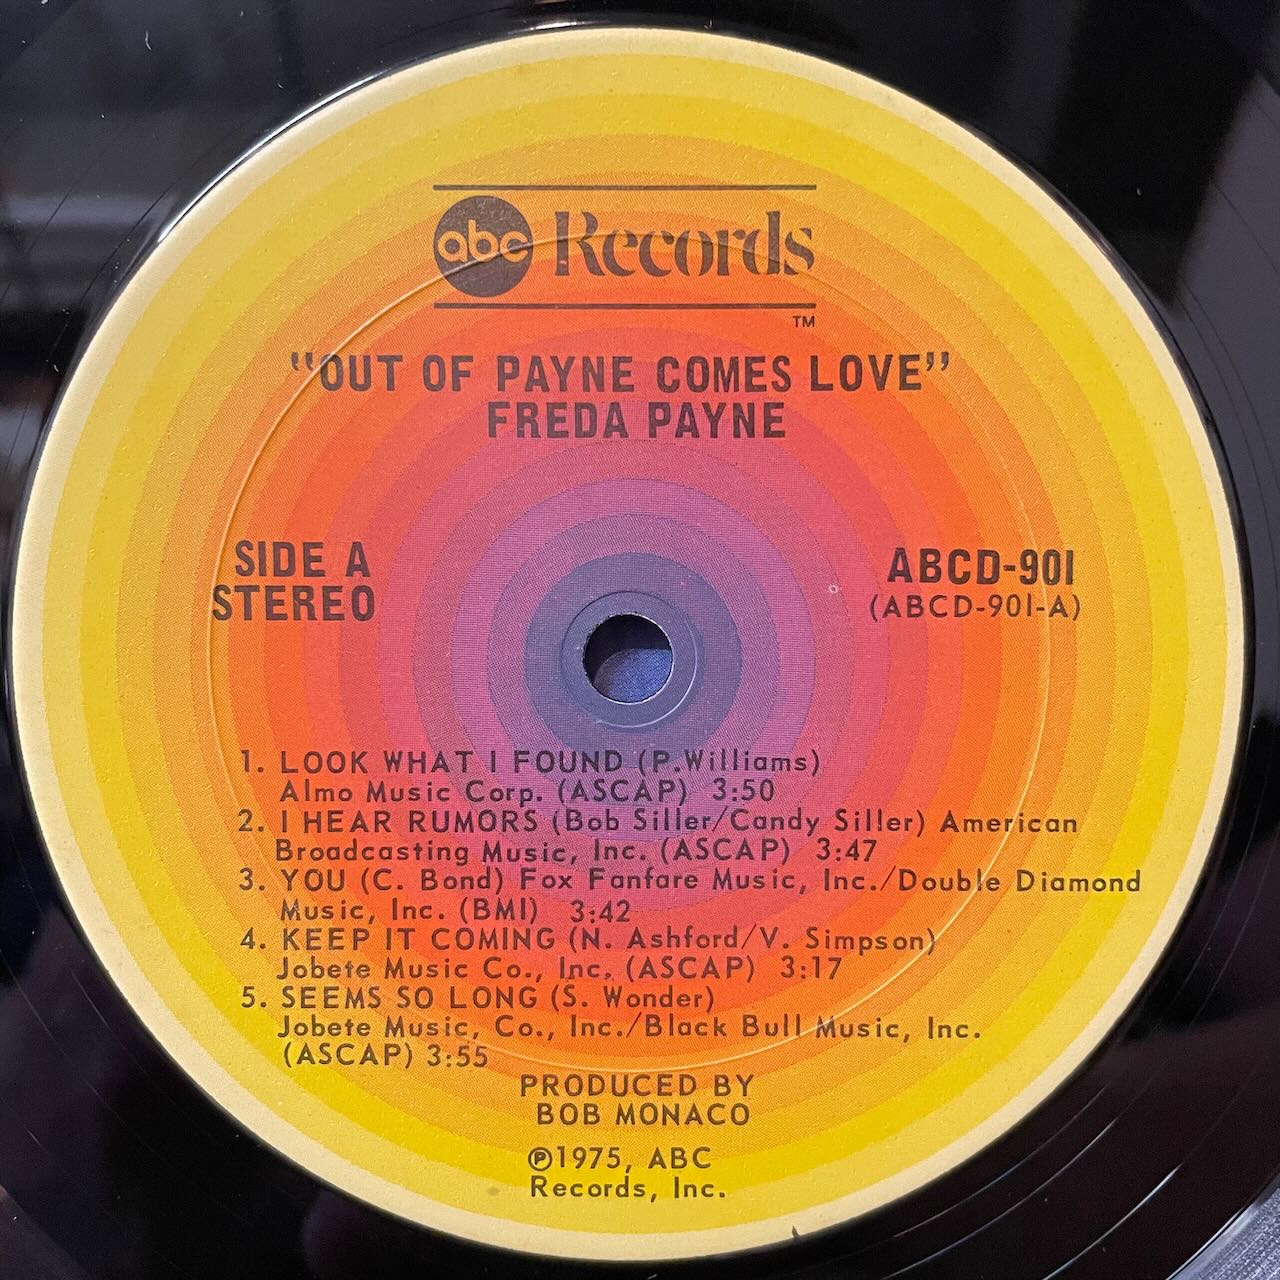 abc Records
TM
"OUT OF PAYNE COMES LOVE"
FREDA PAYNE
SIDE A
STEREO
ABCD-901
(ABCD-901-A)
1. LOOK WHAT I FOUND (P.Williams)
Almo Music Corp. (ASCAP) 3:50
2. I HEAR RUMORS (Bob Siller/Candy Siller) American
Broadcasting Music, Inc. (ASCAP) 3:47
3. YOU (C. Bond) Fox Fanfare Music, Inc./Double Diamond
Music, Inc. (BMI) 3:42
4. KEEP IT COMING (N. Ashford/V. Simpson)
Jobete Music Co., Inc. (ASCAP) 3:17
5. SEEMS SO LONG (S. Wonder)
Jobete Music, Co., Inc./Black Bull Music, Inc.
(ASCAP) 3:55
PRODUCED BY
BOB MONACO
℗1975, ABC
Records, Inc.